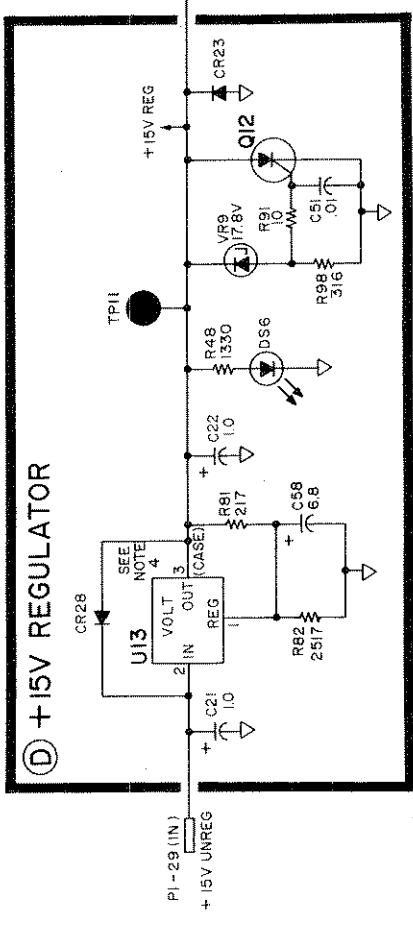 D +15V REGULATOR
P1-29 (IN)
+15V UNREG
CR28
SEE
NOTE
4
U13
VOLT
2 IN
OUT 3
(CASE)
REG
1
+
C21
1.0
R81
217
R82
2517
+
C58
6.8
+
C22
1.0
R48
1330
DS6
TP11
+15V REG
VR9
17.8V
R91
10
R98
316
C51
.01
Q12
CR23